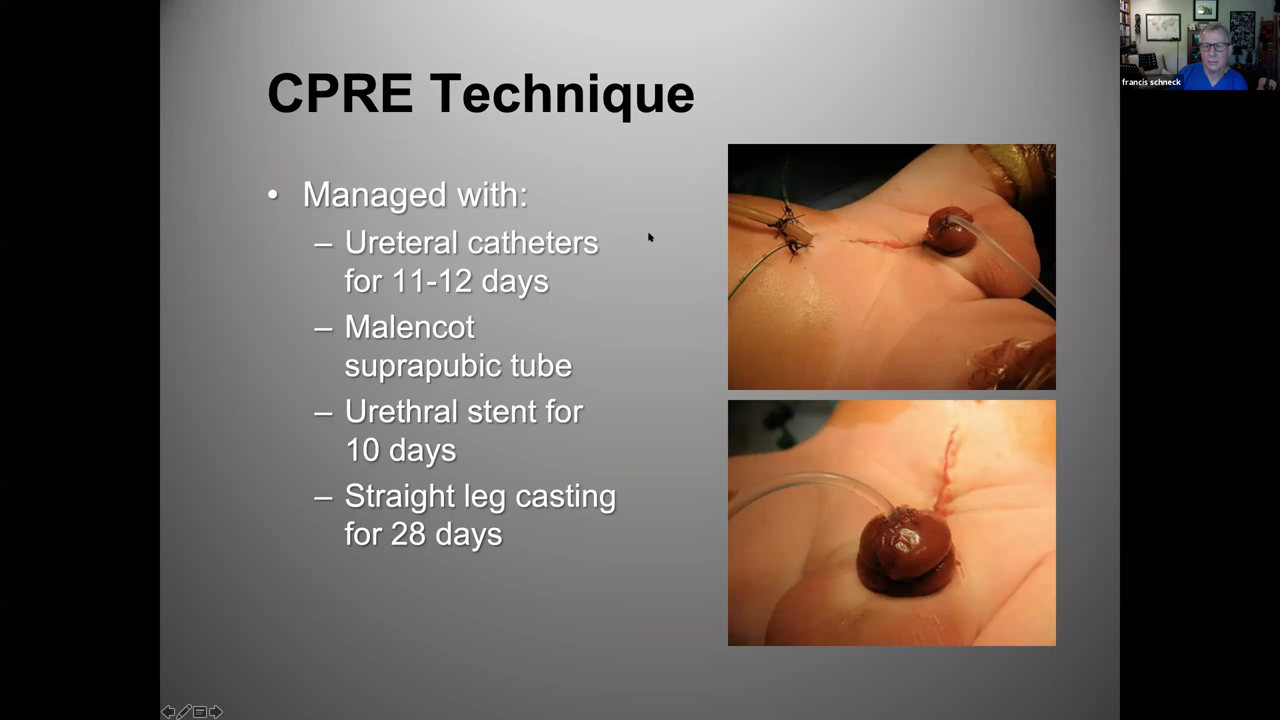 CPRE Technique
• Managed with:
– Ureteral catheters
for 11-12 days
– Malencot
suprapubic tube
– Urethral stent for
10 days
– Straight leg casting
for 28 days
francis schneck